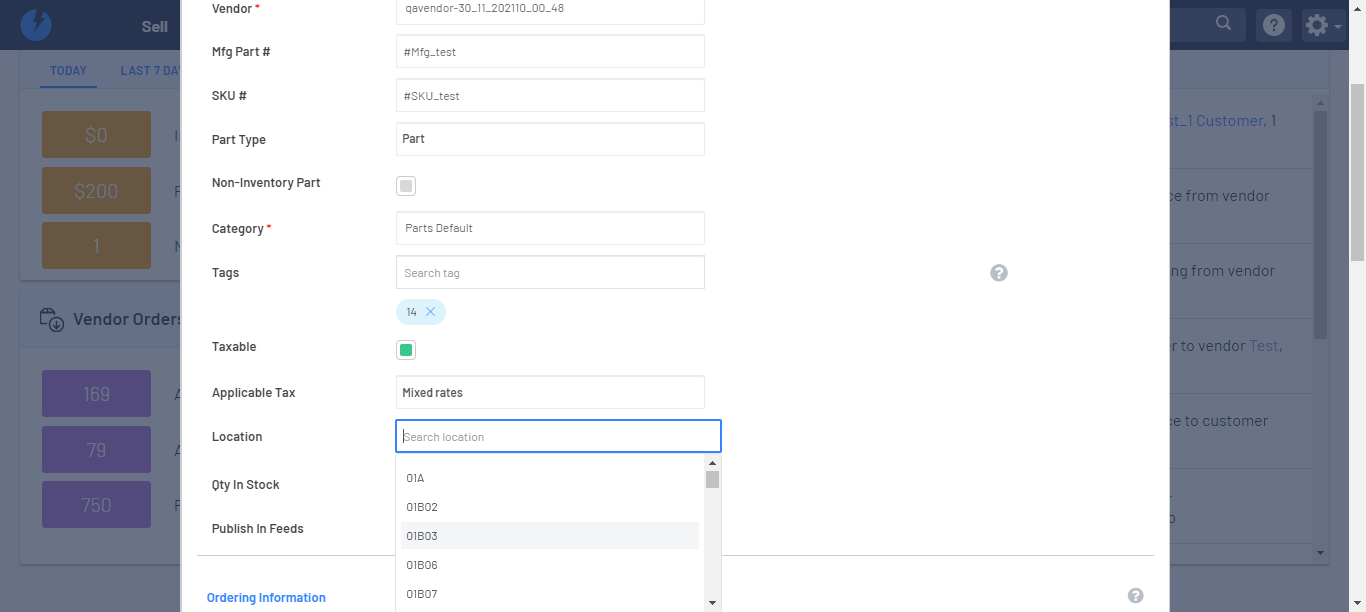 Sell
TODAY
LAST 7 DA
$0
$200
1
Vendor Orders
169
79
750
Vendor *
qavendor-30_11_202110_00_48
Mfg Part #
#Mfg_test
SKU #
#SKU_test
Part Type
Part
Non-Inventory Part
Category *
Parts Default
Tags
Search tag
?
14
Taxable
Applicable Tax
Mixed rates
Location
Search location
01A
01B02
01B03
01B06
01B07
Qty In Stock
Publish In Feeds
Ordering Information
?
?
st_1 Customer, 1
ce from vendor
ng from vendor
r to vendor Test,
ce to customer